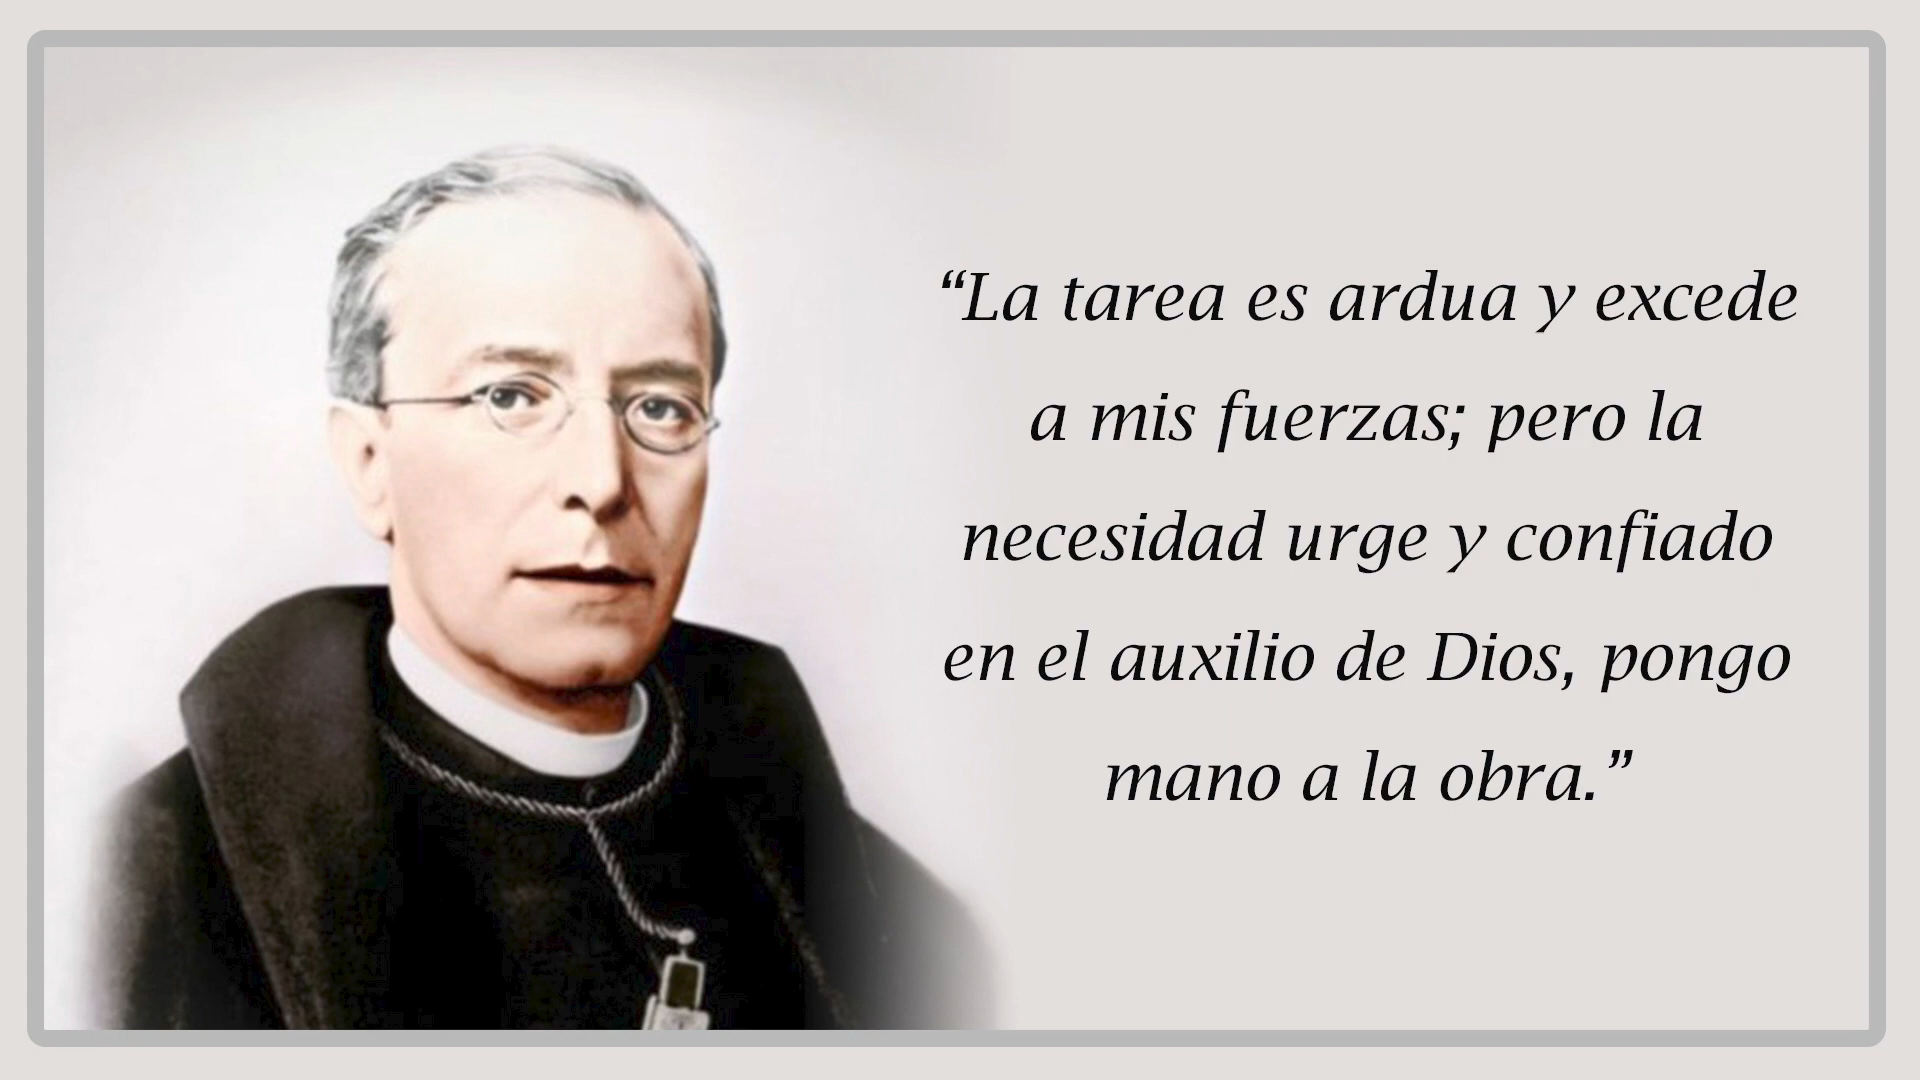 “La tarea es ardua y excede
a mis fuerzas; pero la
necesidad urge y confiado
en el auxilio de Dios, pongo
mano a la obra.”